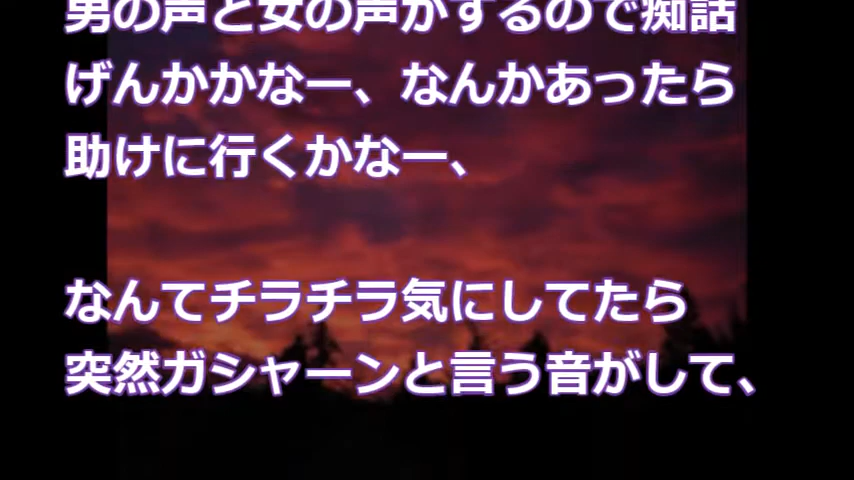 男の声と女の声がするので痴話
げんかかなー、なんかあったら
助けに行くかなー、
なんてチラチラ気にしてたら
突然ガシャーンと言う音がして、